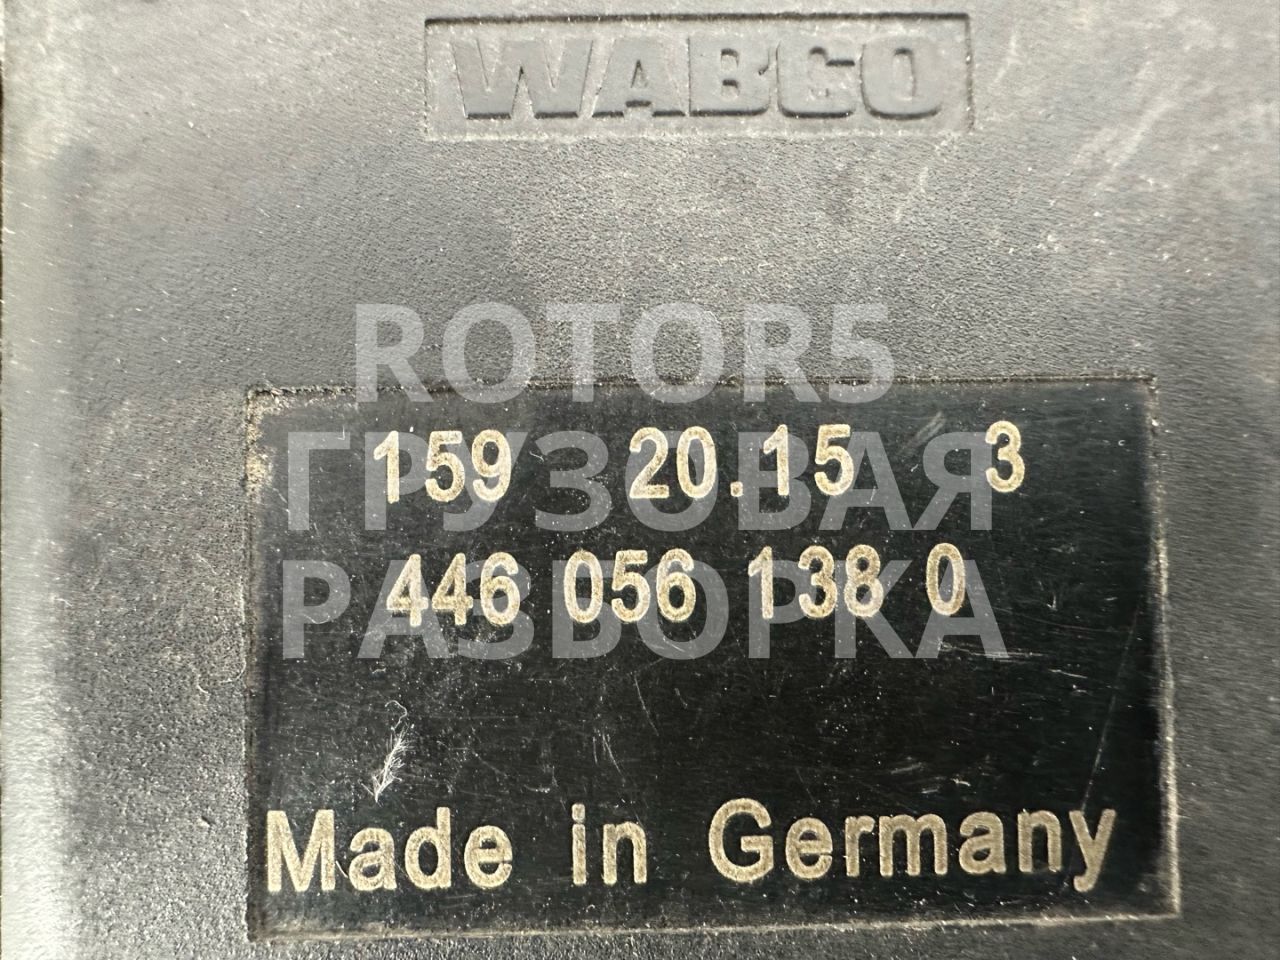 WABCO
ROTOR5
159 20.15 3
ГРУЗОВАЯ
446 056 138 0
РАЗБОРКА
Made in Germany